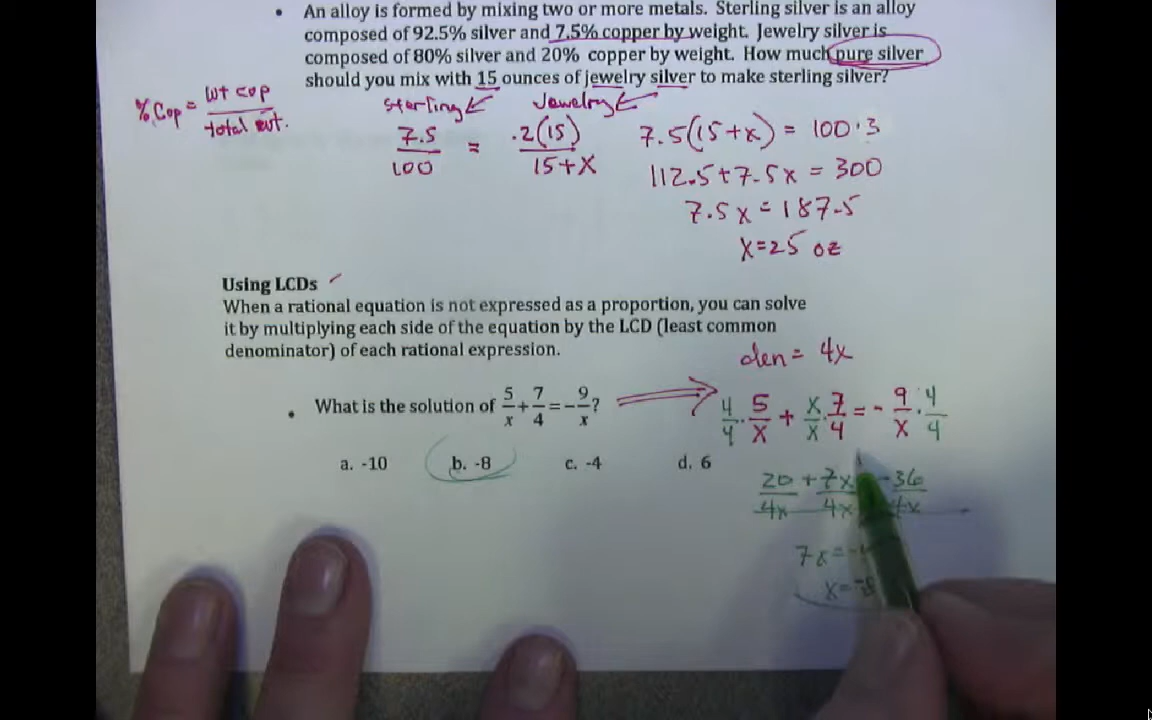 • An alloy is formed by mixing two or more metals. Sterling silver is an alloy
composed of 92.5% silver and 7.5% copper by weight. Jewelry silver is
composed of 80% silver and 20% copper by weight. How much pure silver
should you mix with 15 ounces of jewelry silver to make sterling silver?
% Cop = wt cop / total wt.
sterling
7.5 / 100 =
Jewelry
.2(15) / 15+x
7.5(15+x) = 100·3
112.5+7.5x = 300
7.5x = 187.5
x=25 oz
Using LCDs
When a rational equation is not expressed as a proportion, you can solve
it by multiplying each side of the equation by the LCD (least common
denominator) of each rational expression.
den = 4x
• What is the solution of 5/x + 7/4 = -9/x?
4/4 · 5/x + x/x · 7/4 = - 9/x · 4/4
a. -10 b. -8 c. -4 d. 6
20/4x + 7x/4x -36/4x
7x = -
x = -8